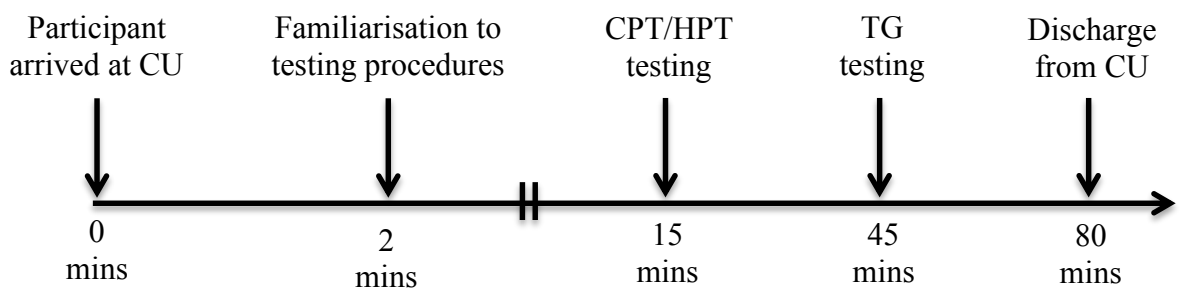 Participant
arrived at CU
Familiarisation to
testing procedures
CPT/HPT
testing
TG
testing
Discharge
from CU
0
mins
2
mins
15
mins
45
mins
80
mins